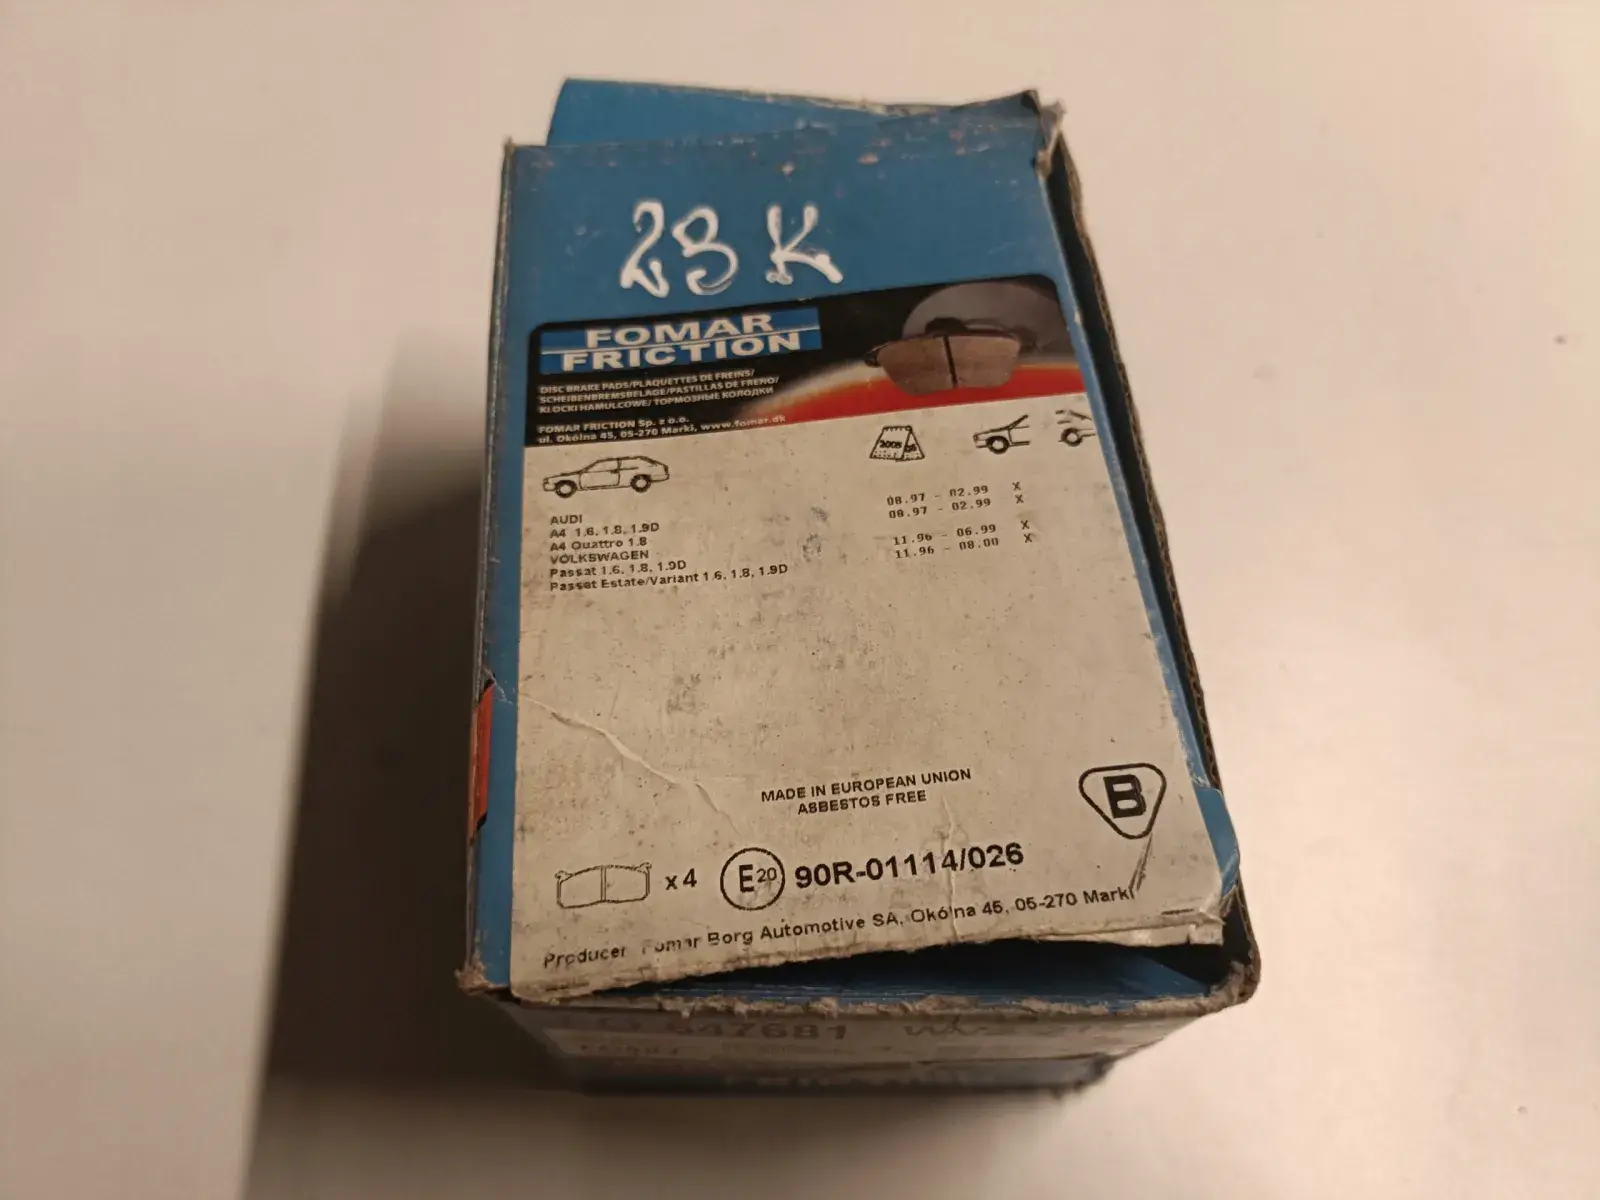 23 K
FOMAR
FRICTION
DISC BRAKE PADS/PLAQUETTES DE FREINS/
SCHEIBENBREMSBELAGE/PASTILLAS DE FRENO/
KLOCKI HAMULCOWE/ ТОРМОЗНЫЕ КОЛОДКИ
FOMAR FRICTION Sp. z o.o.
ul. Okólna 45, 05-270 Marki, www.fomar.dk
2005 05
AUDI
A4 1.6, 1.8, 1.9D 08.97 - 02.99 X
A4 Quattro 1.8 08.97 - 02.99 X
VOLKSWAGEN
Passat 1.6, 1.8, 1.9D 11.96 - 06.99 X
Passat Estate/Variant 1.6, 1.8, 1.9D 11.96 - 08.00 X
MADE IN EUROPEAN UNION
ASBESTOS FREE
B
x4 E20 90R-01114/026
Producer Fomar Borg Automotive SA, Okólna 45, 05-270 Marki
647681